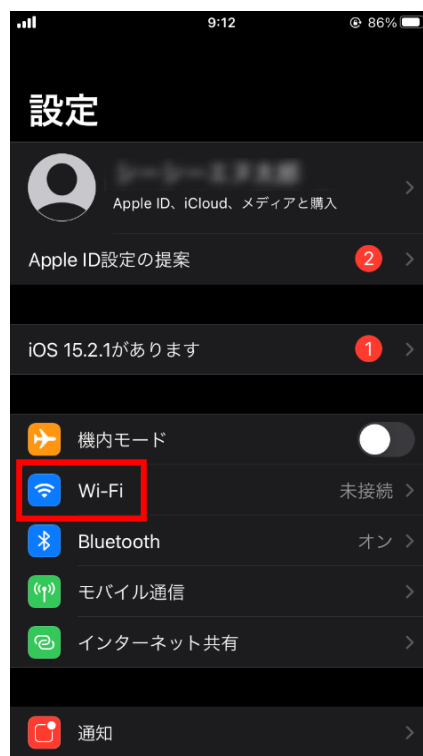 9:12
86%
設定
Apple ID、iCloud、メディアと購入
Apple ID設定の提案
2
iOS 15.2.1があります
1
機内モード
Wi-Fi
未接続
Bluetooth
オン
モバイル通信
インターネット共有
通知